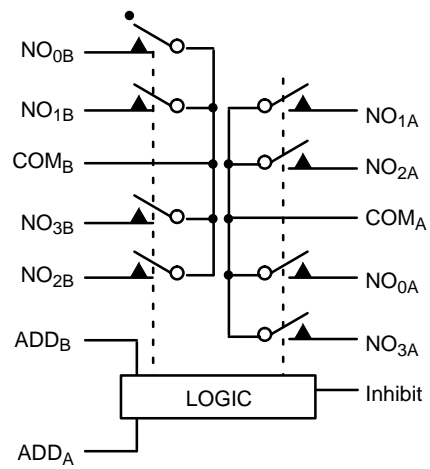 NO0B
NO1B
COMB
NO3B
NO2B
ADDB
ADDA
NO1A
NO2A
COMA
NO0A
NO3A
LOGIC
Inhibit